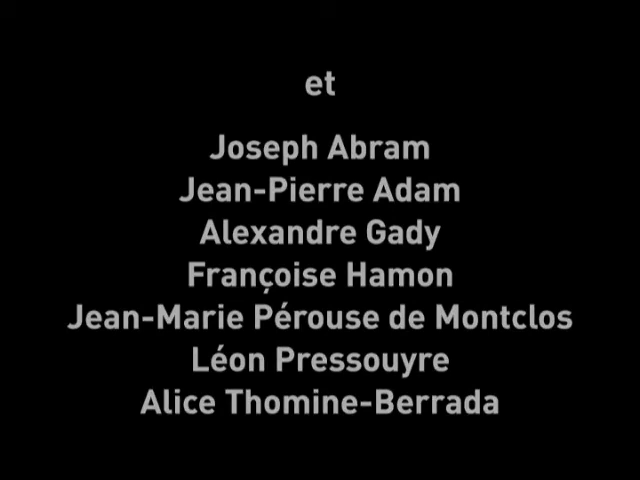 et
Joseph Abram
Jean-Pierre Adam
Alexandre Gady
Françoise Hamon
Jean-Marie Pérouse de Montclos
Léon Pressouyre
Alice Thomine-Berrada